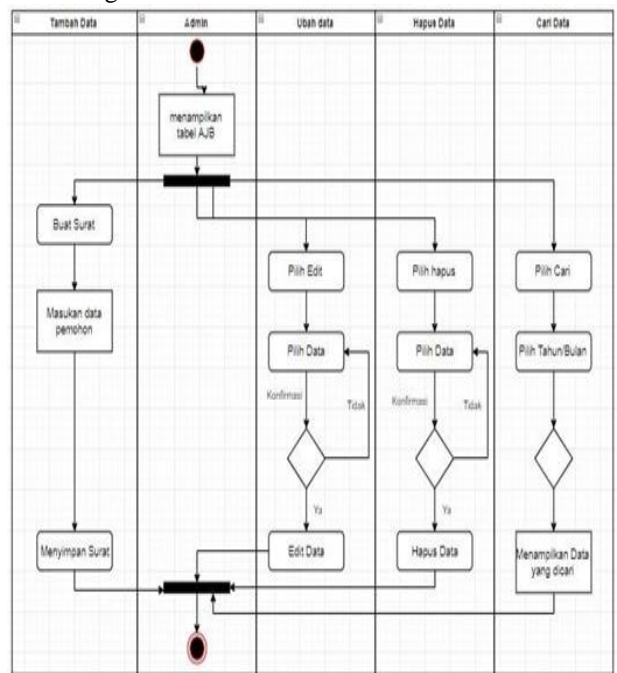 Tambah Data
Admin
Ubah data
Hapus Data
Cari Data
menampilkan
tabel AJB
Buat Surat
Masukan data
pemohon
Menyimpan Surat
Pilih Edit
Pilih Data
Konfirmasi
Tidak
Ya
Edit Data
Pilih hapus
Pilih Data
Konfirmasi
Tidak
Ya
Hapus Data
Pilih Cari
Pilih Tahun/Bulan
Menampilkan Data
yang dicari